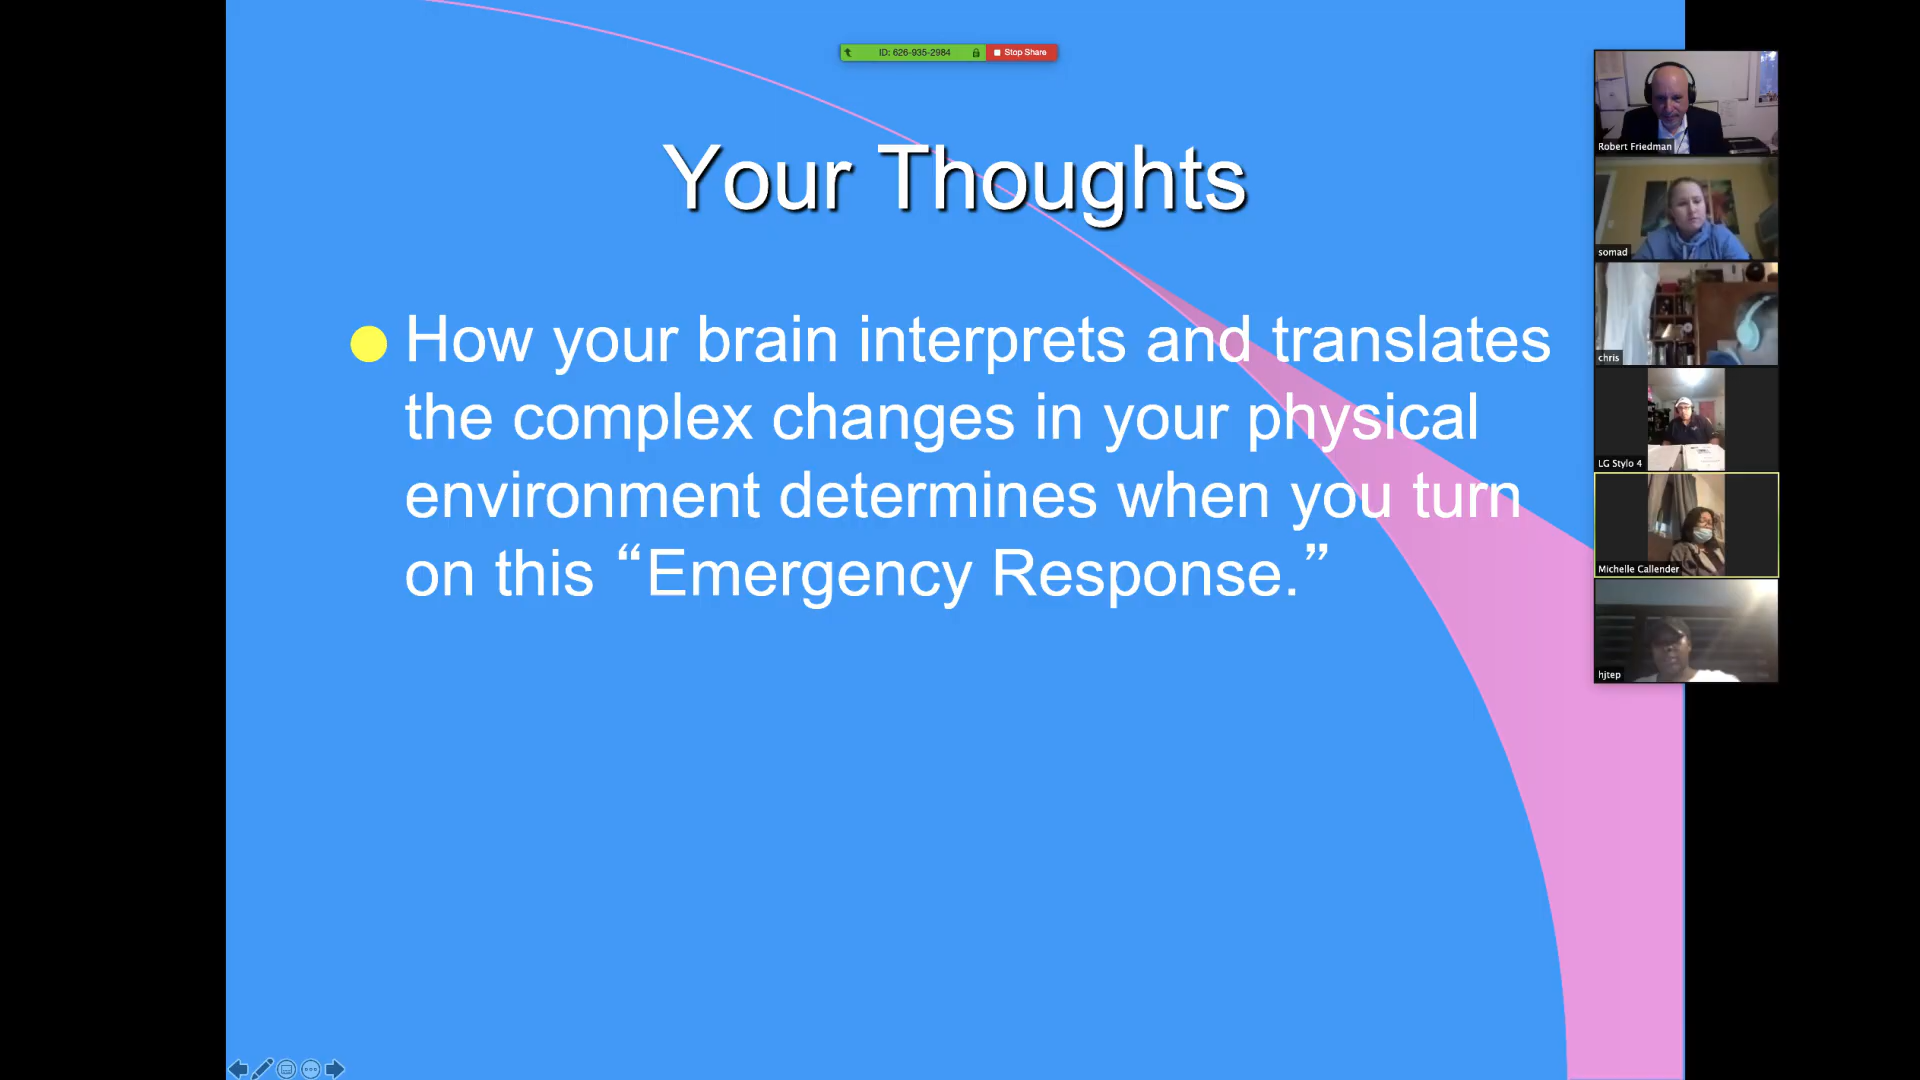 ID: 626-935-2984 Stop Share
Your Thoughts
How your brain interprets and translates
the complex changes in your physical
environment determines when you turn
on this “Emergency Response.”
Robert Friedman
somad
chris
LG Stylo 4
Michelle Callender
hjtep